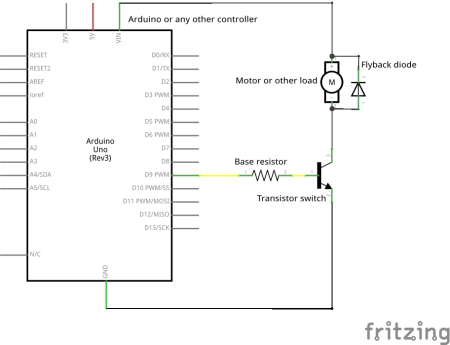 Arduino or any other controller
3V3
5V
VIN
RESET
RESET2
AREF
ioref
A0
A1
A2
A3
A4/SDA
A5/SCL
N/C
Arduino
Uno
(Rev3)
D0/RX
D1/TX
D2
D3 PWM
D4
D5 PWM
D6 PWM
D7
D8
D9 PWM
D10 PWM/SS
D11 PWM/MOSI
D12/MISO
D13/SCK
GND
Flyback diode
Motor or other load
M
Base resistor
Transistor switch
fritzing